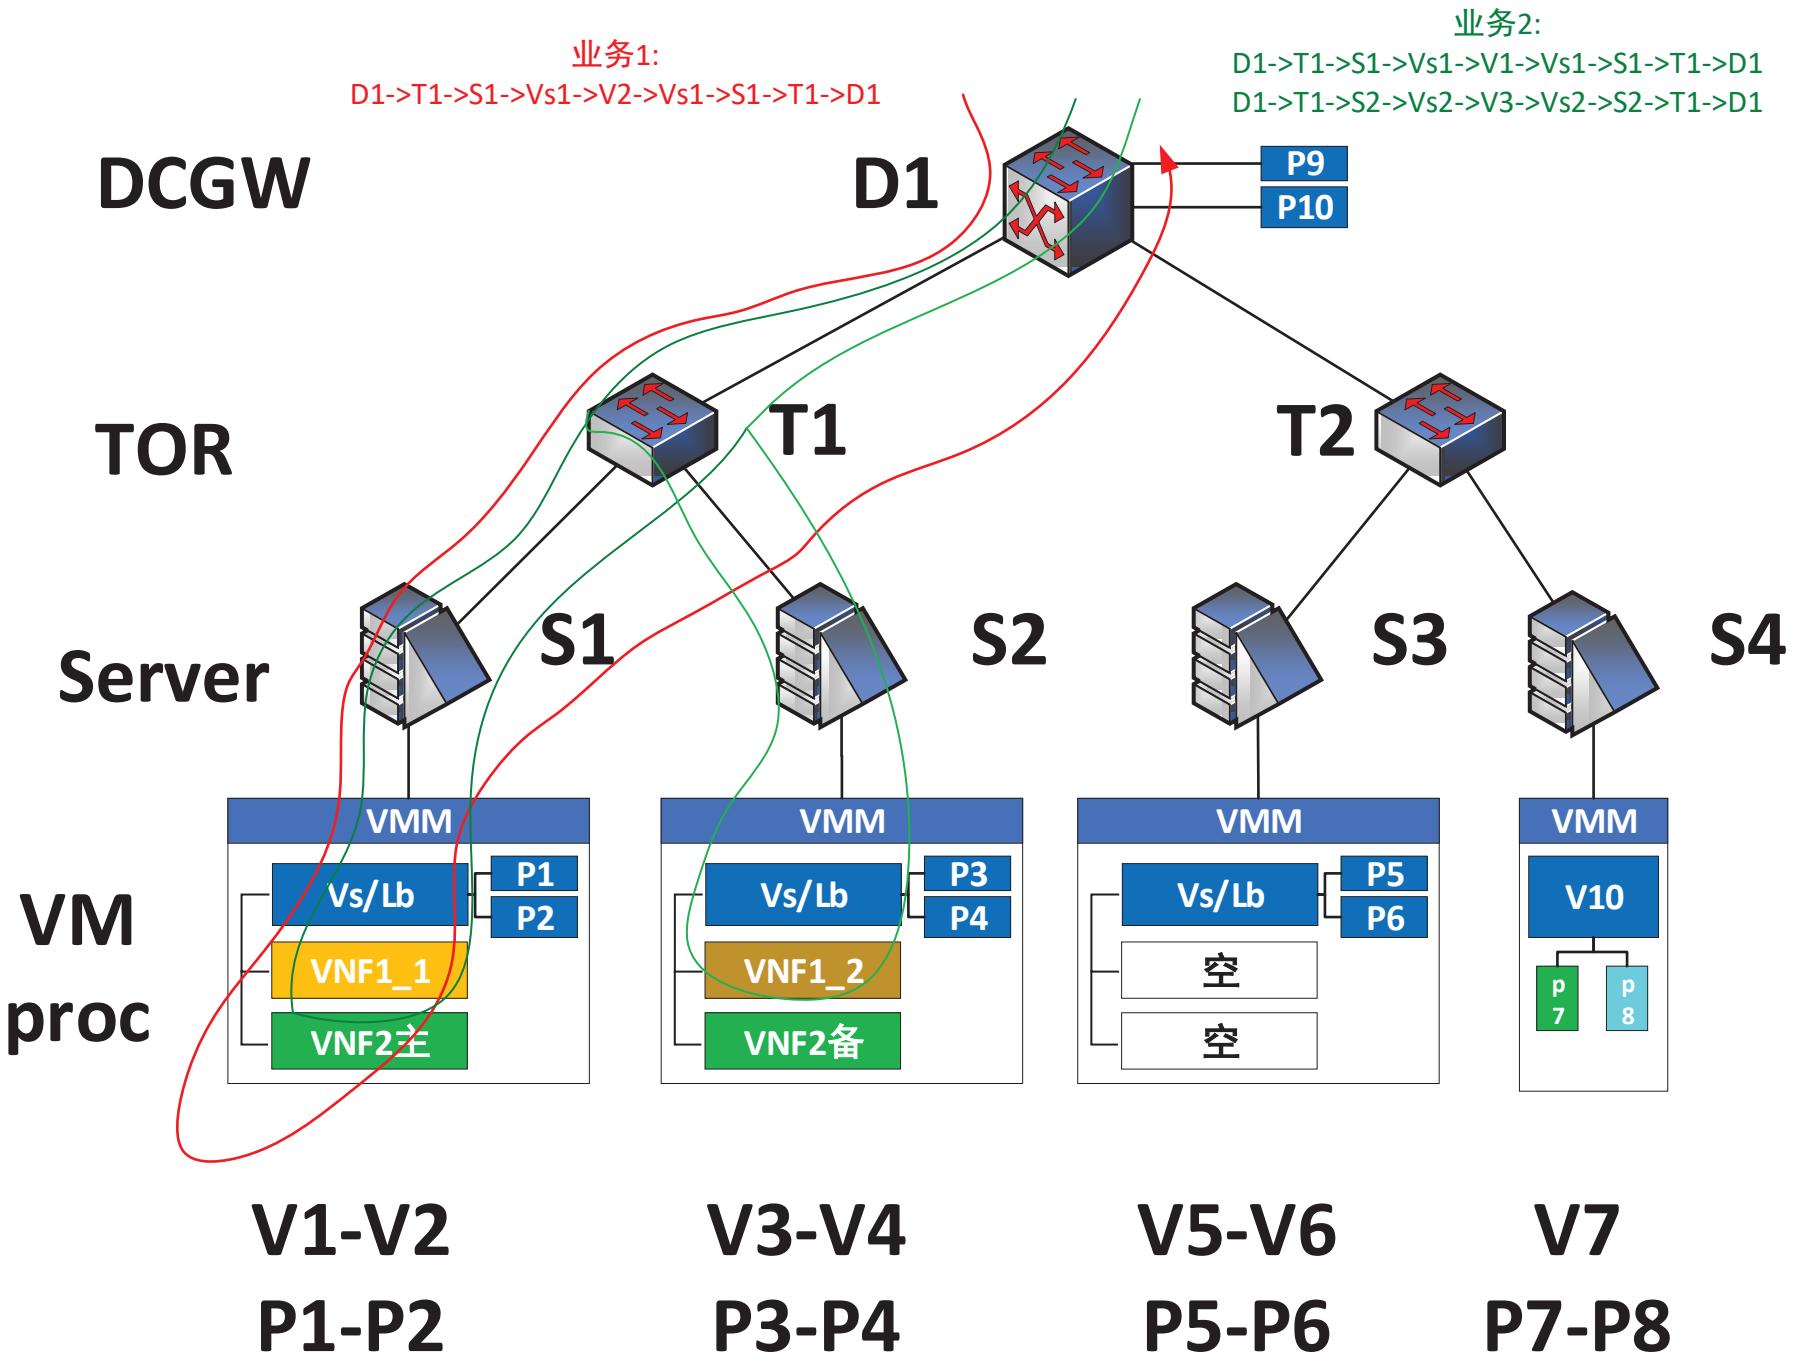 业务1:
D1->T1->S1->Vs1->V2->Vs1->S1->T1->D1
业务2:
D1->T1->S1->Vs1->V1->Vs1->S1->T1->D1
D1->T1->S2->Vs2->V3->Vs2->S2->T1->D1
DCGW
D1
P9
P10
TOR
T1
T2
Server
S1
S2
S3
S4
VM
proc
VMM
Vs/Lb
P1
P2
VNF1_1
VNF2主
VMM
Vs/Lb
P3
P4
VNF1_2
VNF2备
VMM
Vs/Lb
P5
P6
空
空
VMM
V10
p
7
p
8
V1-V2
V3-V4
V5-V6
V7
P1-P2
P3-P4
P5-P6
P7-P8